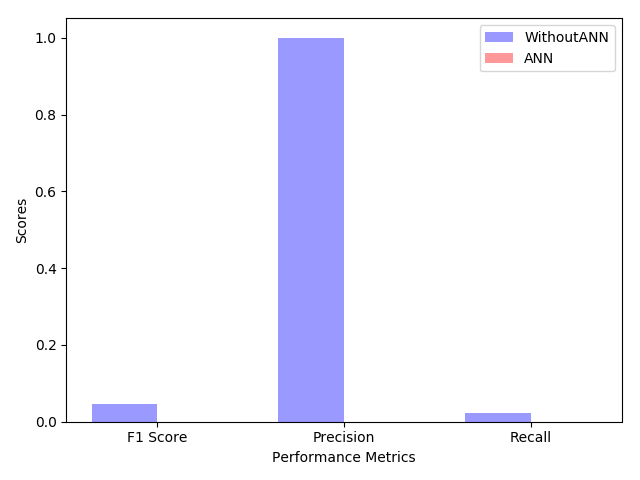 WithoutANN
ANN
1.0
0.8
0.6
0.4
0.2
0.0
Scores
F1 Score
Precision
Recall
Performance Metrics